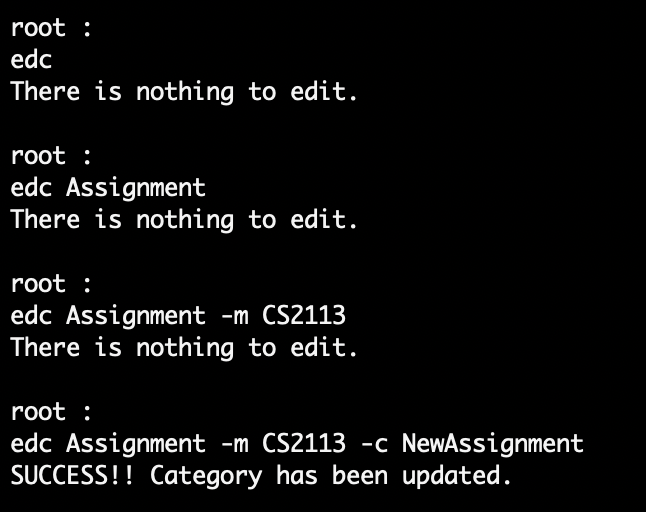 root :
edc
There is nothing to edit.
root :
edc Assignment
There is nothing to edit.
root :
edc Assignment -m CS2113
There is nothing to edit.
root :
edc Assignment -m CS2113 -c NewAssignment
SUCCESS!! Category has been updated.